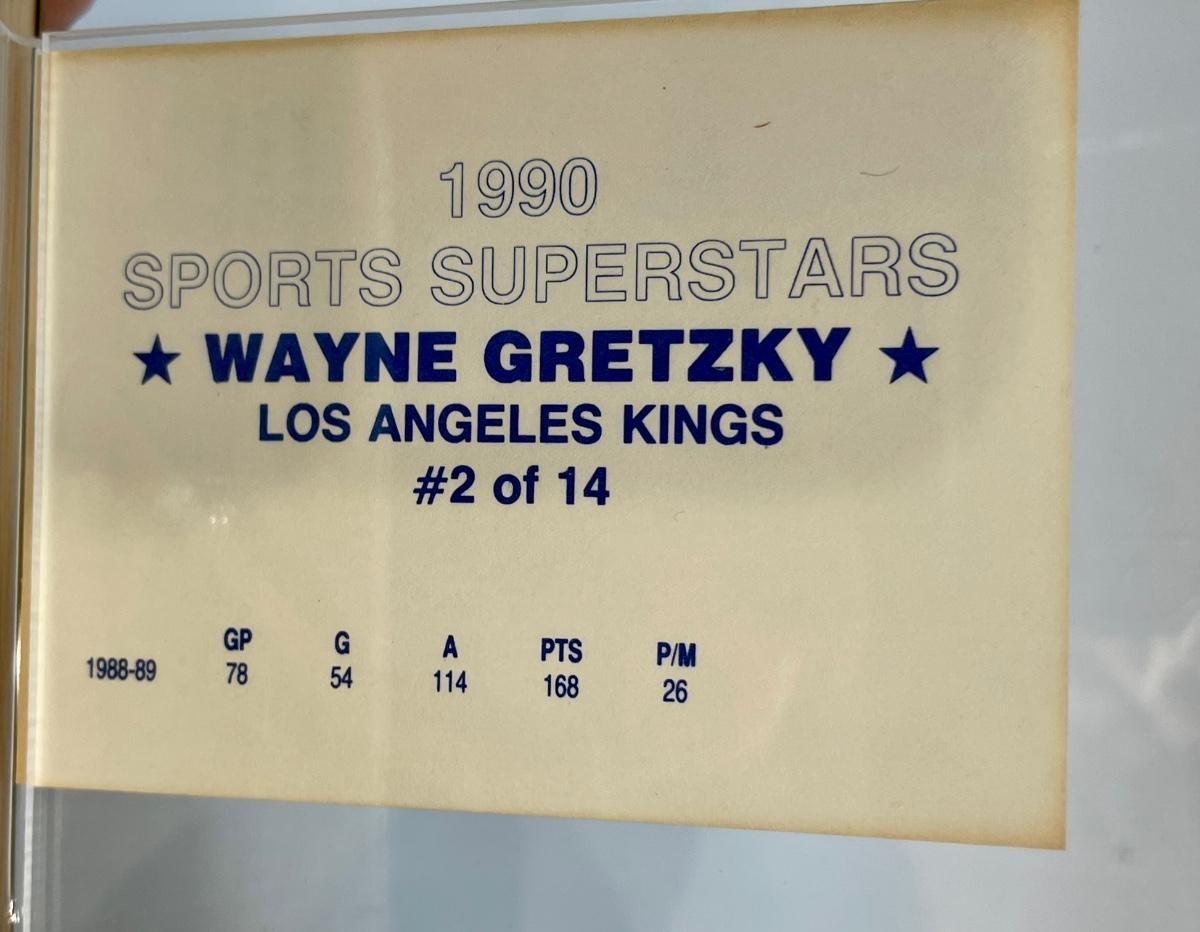 1990
SPORTS SUPERSTARS
★ WAYNE GRETZKY ★
LOS ANGELES KINGS
#2 of 14
GP G A PTS P/M
1988-89 78 54 114 168 26